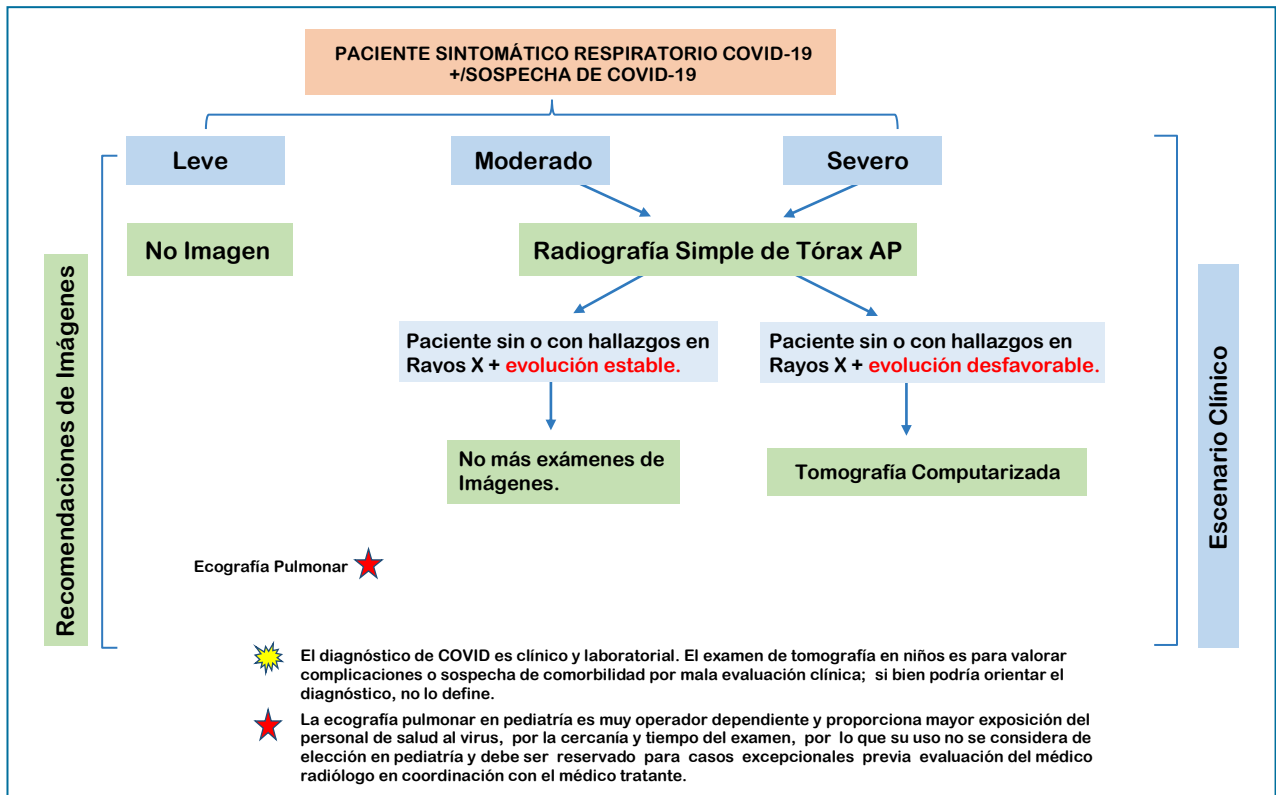 PACIENTE SINTOMÁTICO RESPIRATORIO COVID-19
+/SOSPECHA DE COVID-19
Leve
Moderado
Severo
No Imagen
Radiografía Simple de Tórax AP
Paciente sin o con hallazgos en
Rayos X + evolución estable.
Paciente sin o con hallazgos en
Rayos X + evolución desfavorable.
No más exámenes de
Imágenes.
Tomografía Computarizada
Recomendaciones de Imágenes
Escenario Clínico
Ecografía Pulmonar
El diagnóstico de COVID es clínico y laboratorial. El examen de tomografía en niños es para valorar
complicaciones o sospecha de comorbilidad por mala evaluación clínica; si bien podría orientar el
diagnóstico, no lo define.
La ecografía pulmonar en pediatría es muy operador dependiente y proporciona mayor exposición del
personal de salud al virus, por la cercanía y tiempo del examen, por lo que su uso no se considera de
elección en pediatría y debe ser reservado para casos excepcionales previa evaluación del médico
radiólogo en coordinación con el médico tratante.